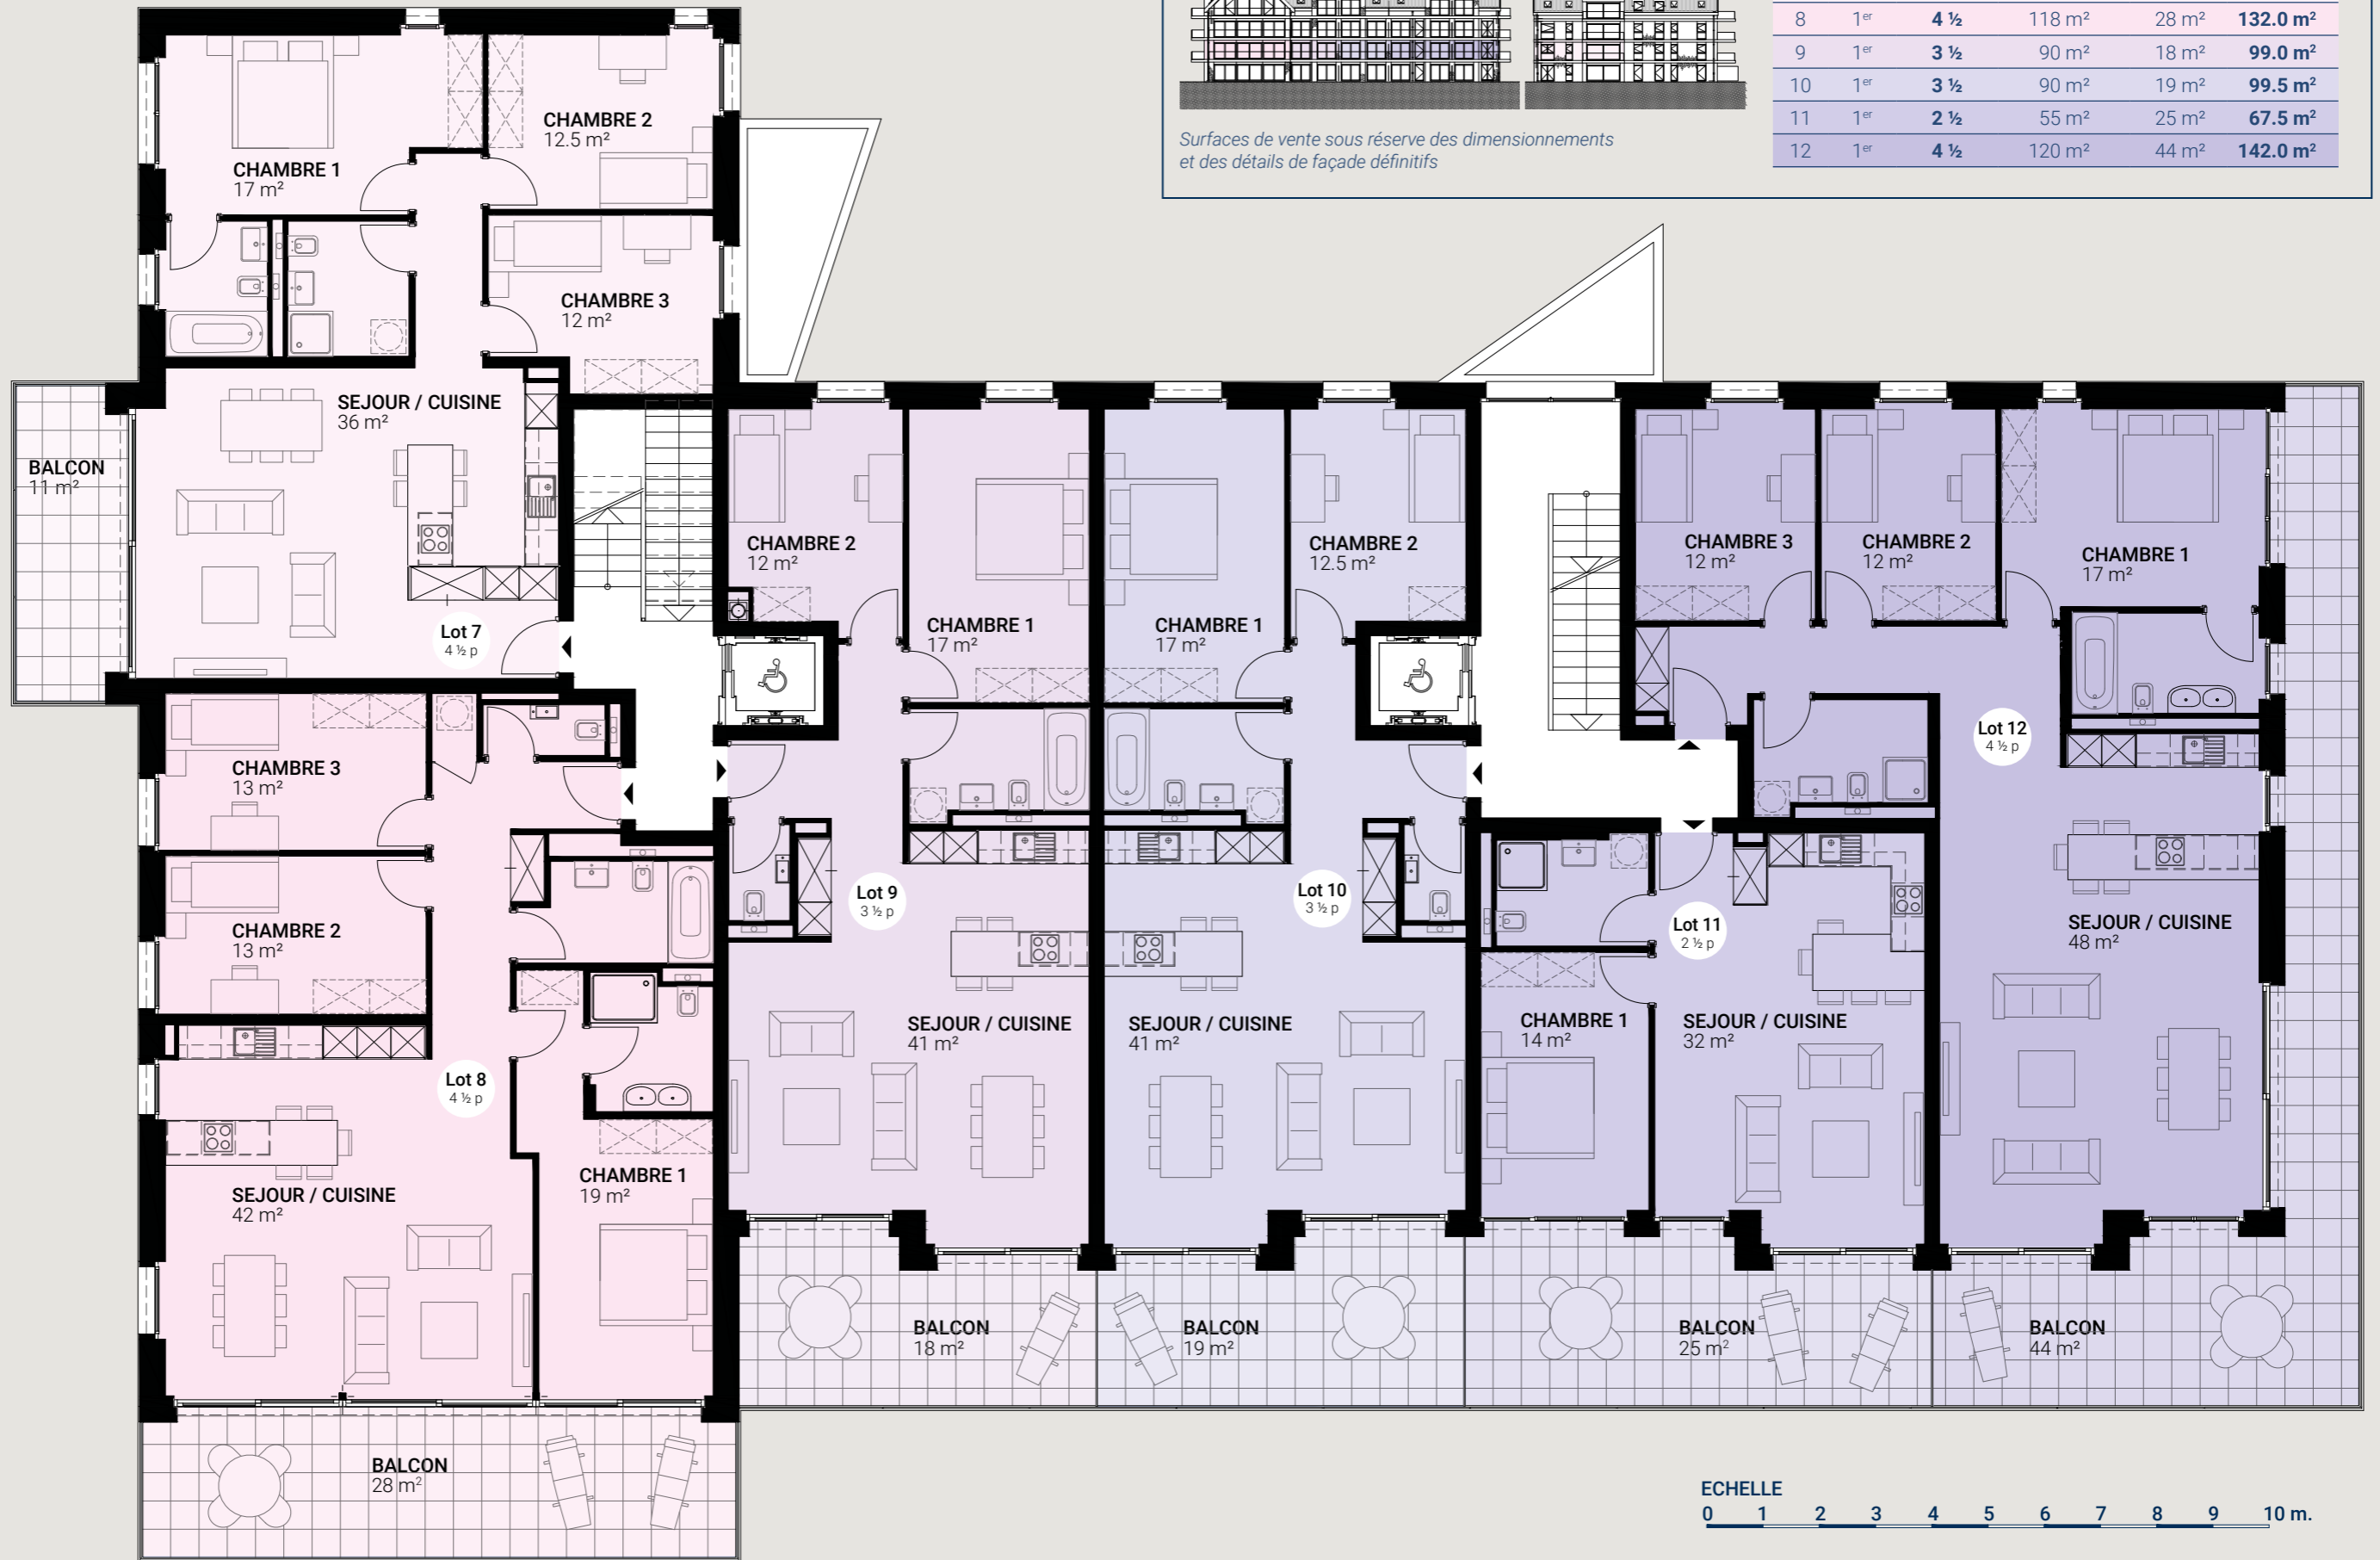 8 1er 4 ½ 118 m² 28 m² 132.0 m²
9 1er 3 ½ 90 m² 18 m² 99.0 m²
10 1er 3 ½ 90 m² 19 m² 99.5 m²
11 1er 2 ½ 55 m² 25 m² 67.5 m²
12 1er 4 ½ 120 m² 44 m² 142.0 m²
Surfaces de vente sous réserve des dimensionnements
et des détails de façade définitifs
CHAMBRE 1
17 m²
CHAMBRE 2
12.5 m²
CHAMBRE 3
12 m²
SEJOUR / CUISINE
36 m²
BALCON
11 m²
Lot 7
4 ½ p
CHAMBRE 3
13 m²
CHAMBRE 2
13 m²
Lot 8
4 ½ p
CHAMBRE 1
19 m²
SEJOUR / CUISINE
42 m²
BALCON
28 m²
CHAMBRE 2
12 m²
CHAMBRE 1
17 m²
Lot 9
3 ½ p
SEJOUR / CUISINE
41 m²
BALCON
18 m²
CHAMBRE 1
17 m²
CHAMBRE 2
12.5 m²
Lot 10
3 ½ p
SEJOUR / CUISINE
41 m²
BALCON
19 m²
Lot 11
2 ½ p
CHAMBRE 1
14 m²
SEJOUR / CUISINE
32 m²
BALCON
25 m²
CHAMBRE 3
12 m²
CHAMBRE 2
12 m²
CHAMBRE 1
17 m²
Lot 12
4 ½ p
SEJOUR / CUISINE
48 m²
BALCON
44 m²
ECHELLE
0 1 2 3 4 5 6 7 8 9 10 m.